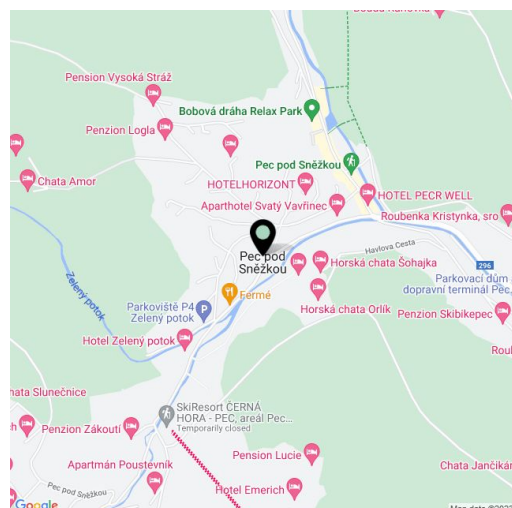 Pension Vysoká Stráž
Bobová dráha Relax Park
Penzion Logla
Pec pod Sněžkou
Chata Amor
HOTELHORIZONT
HOTEL PECR WELL
Aparthotel Svatý Vavřinec
Roubenka Kristynka, sro
Havlova Cesta
Pec pod
Sněžkou
Horská chata Šohajka
296
Zelený potok
Parkovací dům
dopravní terminál Pec,
Fermé
Parkoviště P4
Zelený potok
Horská chata Orlík
Penzion Skibikepec
Hotel Zelený potok
Roul
hata Slunečnice
SkiResort ČERNÁ
HORA - PEC, areál Pec...
Temporarily closed
Penzion Zákoutí
Pension Lucie
Apartmán Poustevník
Chata Jančikár
Pec pod Sněžkou
Hotel Emerich
Google